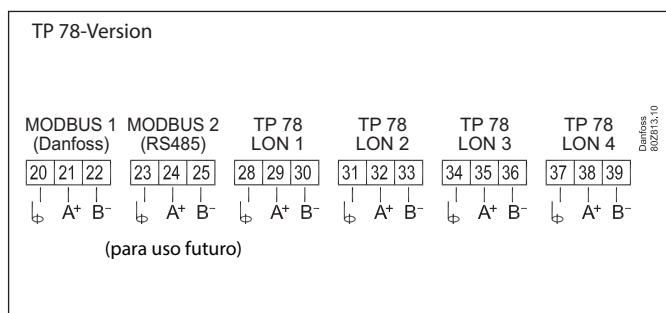 TP 78-Version
MODBUS 1 MODBUS 2 TP 78 TP 78 TP 78 TP 78
(Danfoss) (RS485) LON 1 LON 2 LON 3 LON 4
Danfoss
80Z813.10
20 21 22 23 24 25 28 29 30 31 32 33 34 35 36 37 38 39
A+ B- A+ B- A+ B- A+ B- A+ B- A+ B-
(para uso futuro)